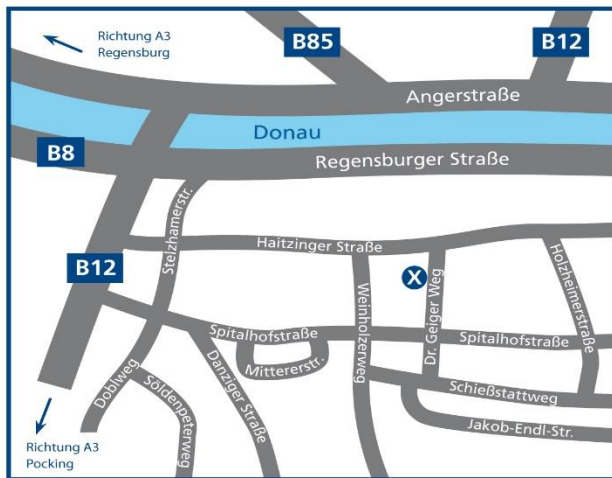 Richtung A3
Regensburg
B85
B12
Angerstraße
Donau
B8
Regensburger Straße
Stelzhamerstr.
Haitzinger Straße
B12
X
Weinholzerweg
Dr. Geiger Weg
Holzheimerstraße
Spitalhofstraße
Spitalhofstraße
Mittererstr.
Danziger Straße
Doblweg
Söldenpeterweg
Schießstattweg
Jakob-Endl-Str.
Richtung A3
Pocking